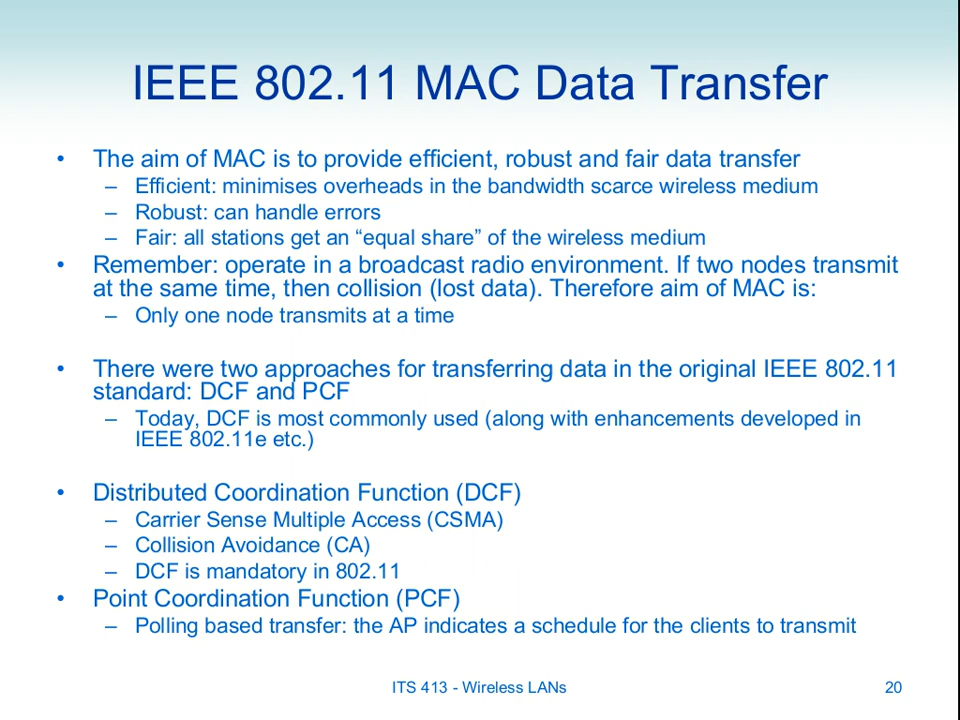 IEEE 802.11 MAC Data Transfer
• The aim of MAC is to provide efficient, robust and fair data transfer
– Efficient: minimises overheads in the bandwidth scarce wireless medium
– Robust: can handle errors
– Fair: all stations get an “equal share” of the wireless medium
• Remember: operate in a broadcast radio environment. If two nodes transmit
at the same time, then collision (lost data). Therefore aim of MAC is:
– Only one node transmits at a time
• There were two approaches for transferring data in the original IEEE 802.11
standard: DCF and PCF
– Today, DCF is most commonly used (along with enhancements developed in
IEEE 802.11e etc.)
• Distributed Coordination Function (DCF)
– Carrier Sense Multiple Access (CSMA)
– Collision Avoidance (CA)
– DCF is mandatory in 802.11
• Point Coordination Function (PCF)
– Polling based transfer: the AP indicates a schedule for the clients to transmit
ITS 413 - Wireless LANs
20